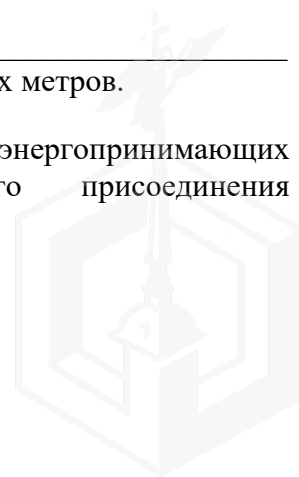 х метров.
энергопринимающих
го присоединения